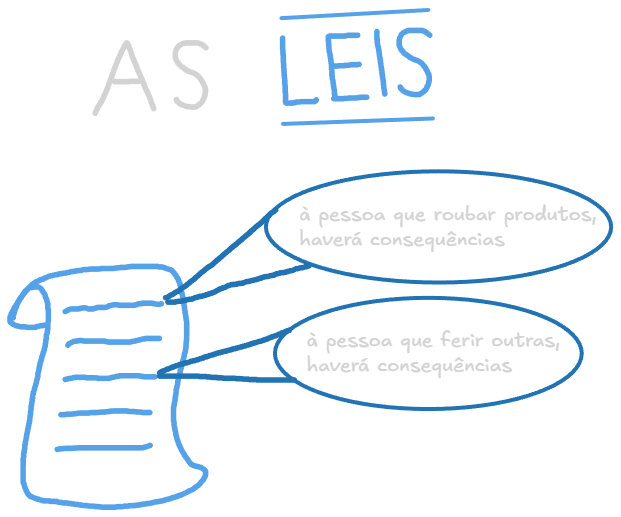 AS LEIS
à pessoa que roubar produtos,
haverá consequências
à pessoa que ferir outras,
haverá consequências